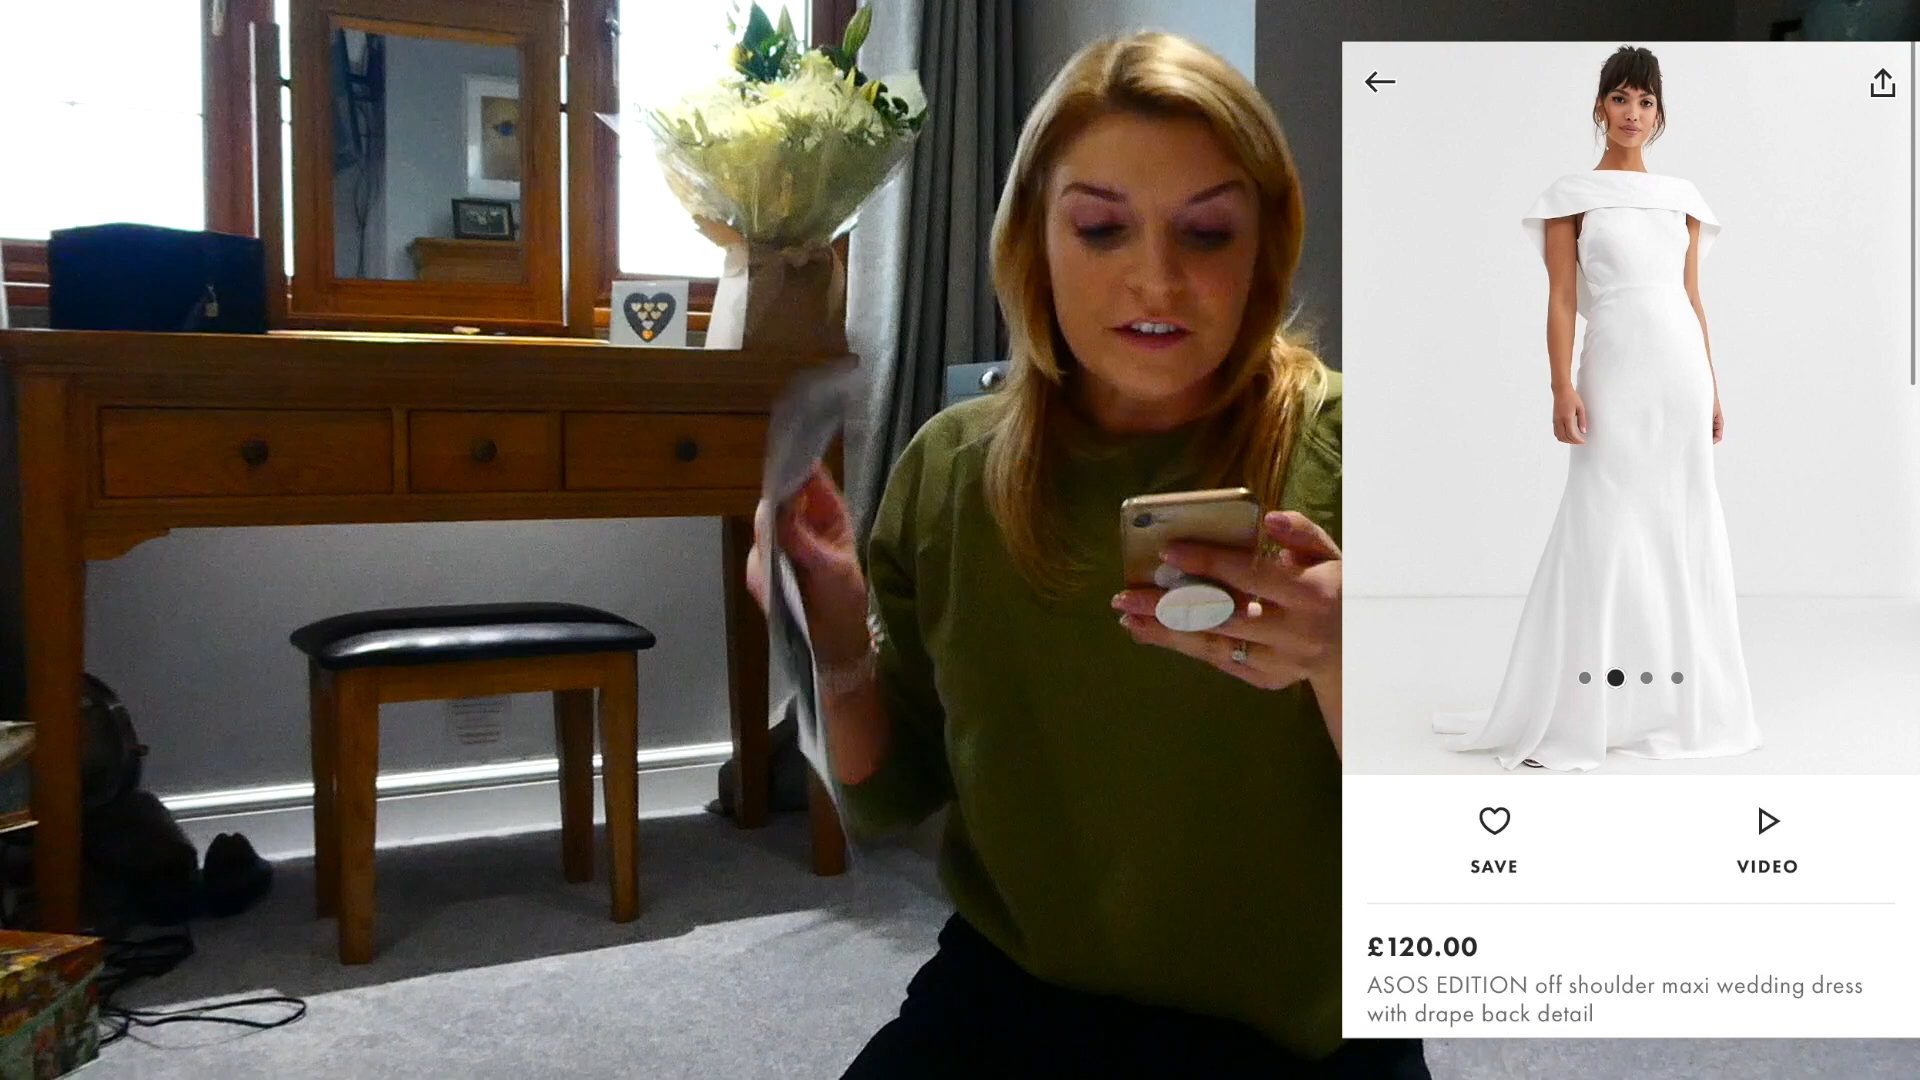 SAVE
VIDEO
£120.00
ASOS EDITION off shoulder maxi wedding dress
with drape back detail